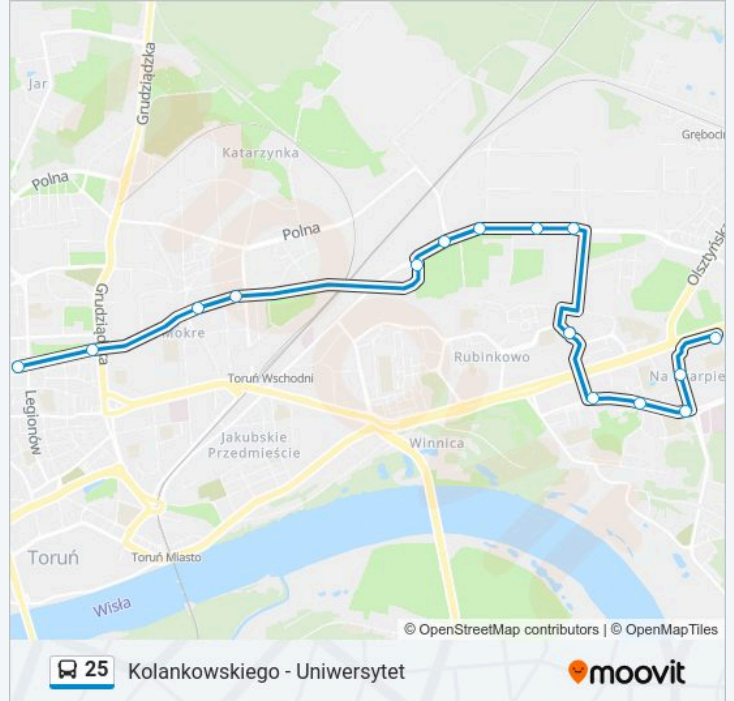 Grudziądzka
Jar
Katarzynka
Grębocin
Polna
Polna
Olsztyńska
Grudziądzka
Mokre
Rubinkowo
Toruń Wschodni
Na Skarpie
Legionów
Jakubskie
Przedmieście
Winnica
Toruń
Toruń Miasto
Wisła
© OpenStreetMap contributors | © OpenMapTiles
25 Kolankowskiego - Uniwersytet
moovit